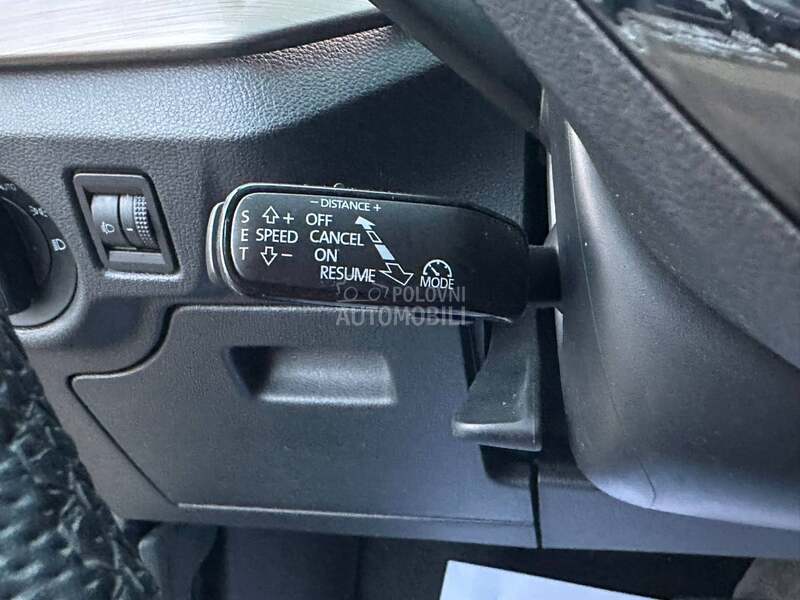 - DISTANCE +
S + OFF
E SPEED CANCEL
T - ON
RESUME
MODE
POLOVNI
AUTOMOBILI